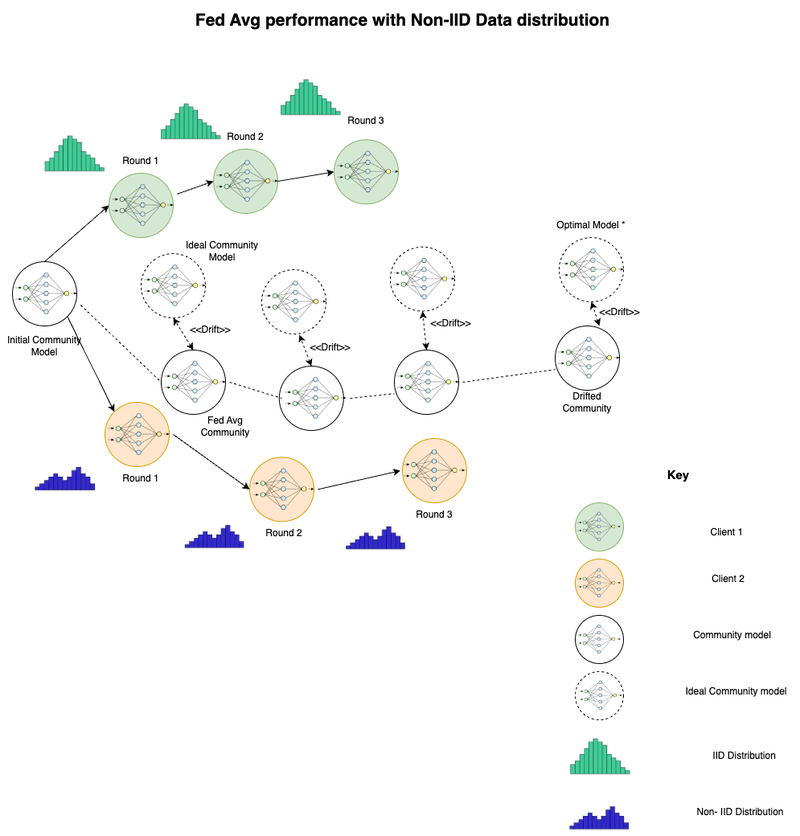 Fed Avg performance with Non-IID Data distribution
Round 3
Round 2
Round 1
Optimal Model *
Ideal Community
Model
<<Drift>>
<<Drift>>
<<Drift>>
<<Drift>>
Initial Community
Model
Fed Avg
Community
Drifted
Community
Round 1
Round 2
Round 3
Key
Client 1
Client 2
Community model
Ideal Community model
IID Distribution
Non- IID Distribution